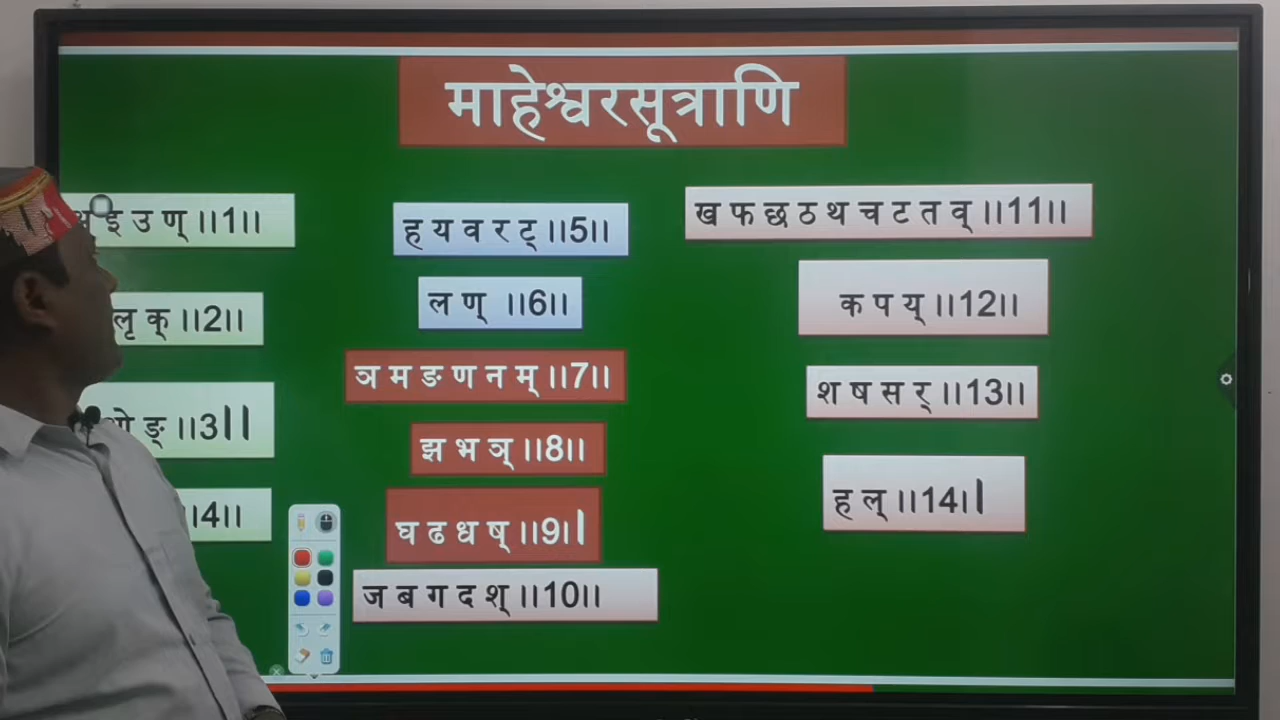 माहेश्वरसूत्राणि
इ उ ण् ।।1।।
लृ क् ।।2।।
ङ् ।।3।।
।4।।
ह य व र ट् ।।5।।
ल ण् ।।6।।
ञ म ङ ण न म् ।।7।।
झ भ ञ् ।।8।।
घ ढ ध ष् ।।9।।
ज ब ग द श् ।।10।।
ख फ छ ठ थ च ट त व् ।।11।।
क प य् ।।12।।
श ष स र् ।।13।।
ह ल् ।।14।।